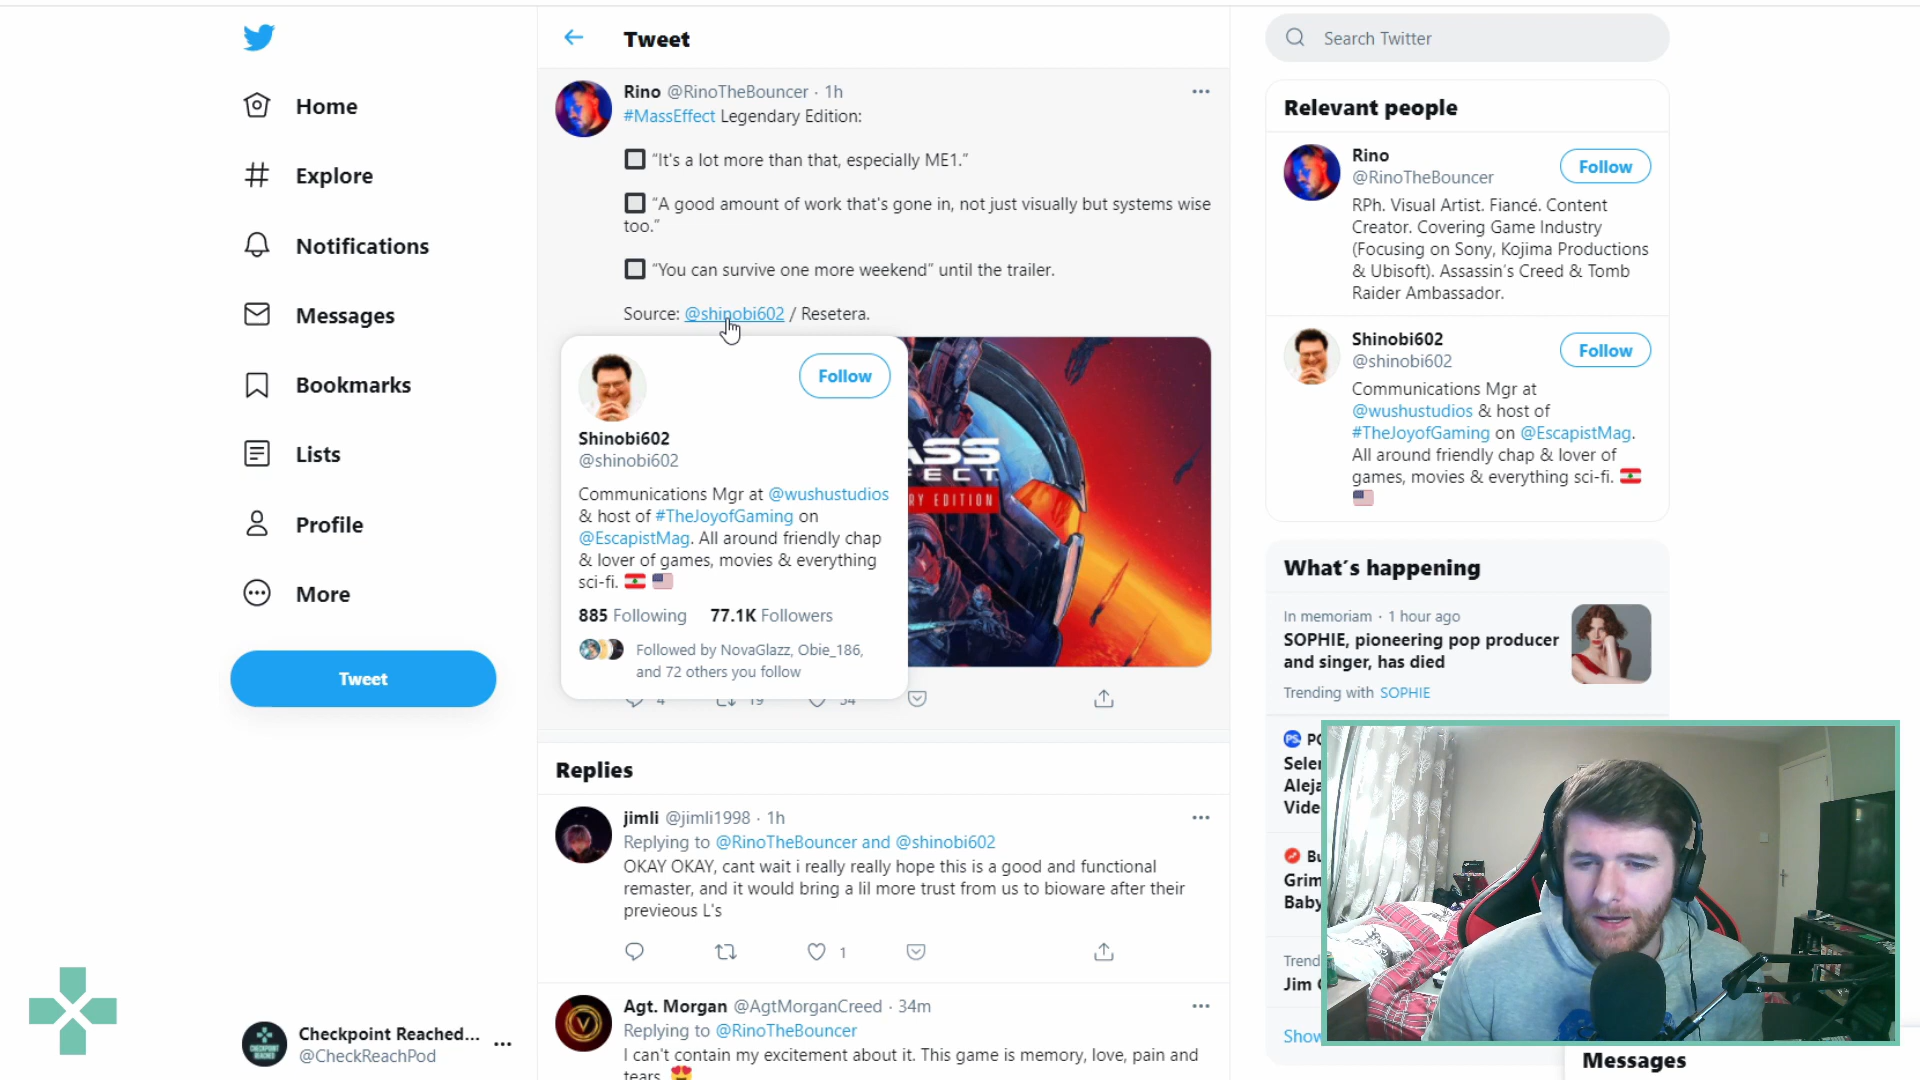 Home
Explore
Notifications
Messages
Bookmarks
Lists
Profile
More
Tweet
Checkpoint Reached...
@CheckReachPod
Tweet
Rino @RinoTheBouncer · 1h
#MassEffect Legendary Edition:
“It's a lot more than that, especially ME1.”
“A good amount of work that's gone in, not just visually but systems wise
too.”
“You can survive one more weekend” until the trailer.
Source: @shinobi602 / Resetera.
Follow
Shinobi602
@shinobi602
Communications Mgr at @wushustudios
& host of #TheJoyofGaming on
@EscapistMag. All around friendly chap
& lover of games, movies & everything
sci-fi.
885 Following 77.1K Followers
Followed by NovaGlazz, Obie_186,
and 72 others you follow
4 19 54
Replies
jimli @jimli1998 · 1h
Replying to @RinoTheBouncer and @shinobi602
OKAY OKAY, cant wait i really really hope this is a good and functional
remaster, and it would bring a lil more trust from us to bioware after their
previeous L's
1
Agt. Morgan @AgtMorganCreed · 34m
Replying to @RinoTheBouncer
I can't contain my excitement about it. This game is memory, love, pain and
tears.
Search Twitter
Relevant people
Rino
@RinoTheBouncer
Follow
RPh. Visual Artist. Fiancé. Content
Creator. Covering Game Industry
(Focusing on Sony, Kojima Productions
& Ubisoft). Assassin's Creed & Tomb
Raider Ambassador.
Shinobi602
@shinobi602
Follow
Communications Mgr at
@wushustudios & host of
#TheJoyofGaming on @EscapistMag.
All around friendly chap & lover of
games, movies & everything sci-fi.
What's happening
In memoriam · 1 hour ago
SOPHIE, pioneering pop producer
and singer, has died
Trending with SOPHIE
Jim
Messages